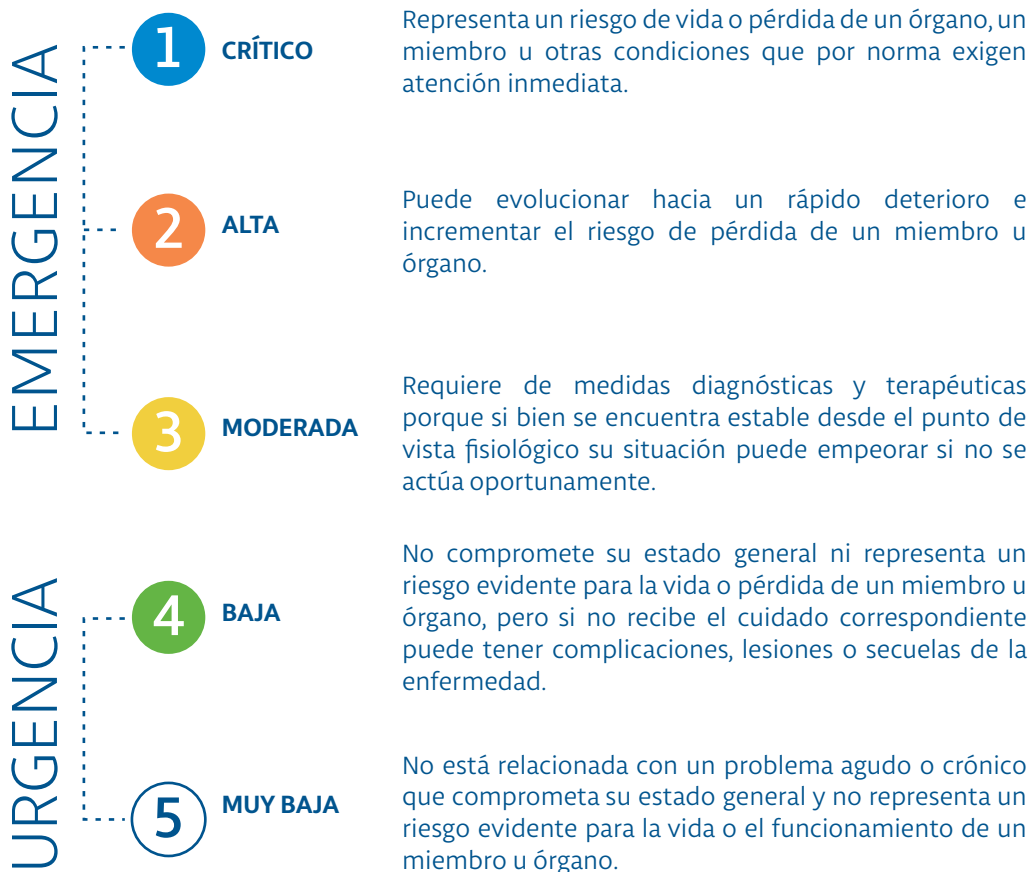 EMERGENCIA
1
CRÍTICO
Representa un riesgo de vida o pérdida de un órgano, un
miembro u otras condiciones que por norma exigen
atención inmediata.
2
ALTA
Puede evolucionar hacia un rápido deterioro e
incrementar el riesgo de pérdida de un miembro u
órgano.
3
MODERADA
Requiere de medidas diagnósticas y terapéuticas
porque si bien se encuentra estable desde el punto de
vista fisiológico su situación puede empeorar si no se
actúa oportunamente.
URGENCIA
4
BAJA
No compromete su estado general ni representa un
riesgo evidente para la vida o pérdida de un miembro u
órgano, pero si no recibe el cuidado correspondiente
puede tener complicaciones, lesiones o secuelas de la
enfermedad.
5
MUY BAJA
No está relacionada con un problema agudo o crónico
que comprometa su estado general y no representa un
riesgo evidente para la vida o el funcionamiento de un
miembro u órgano.